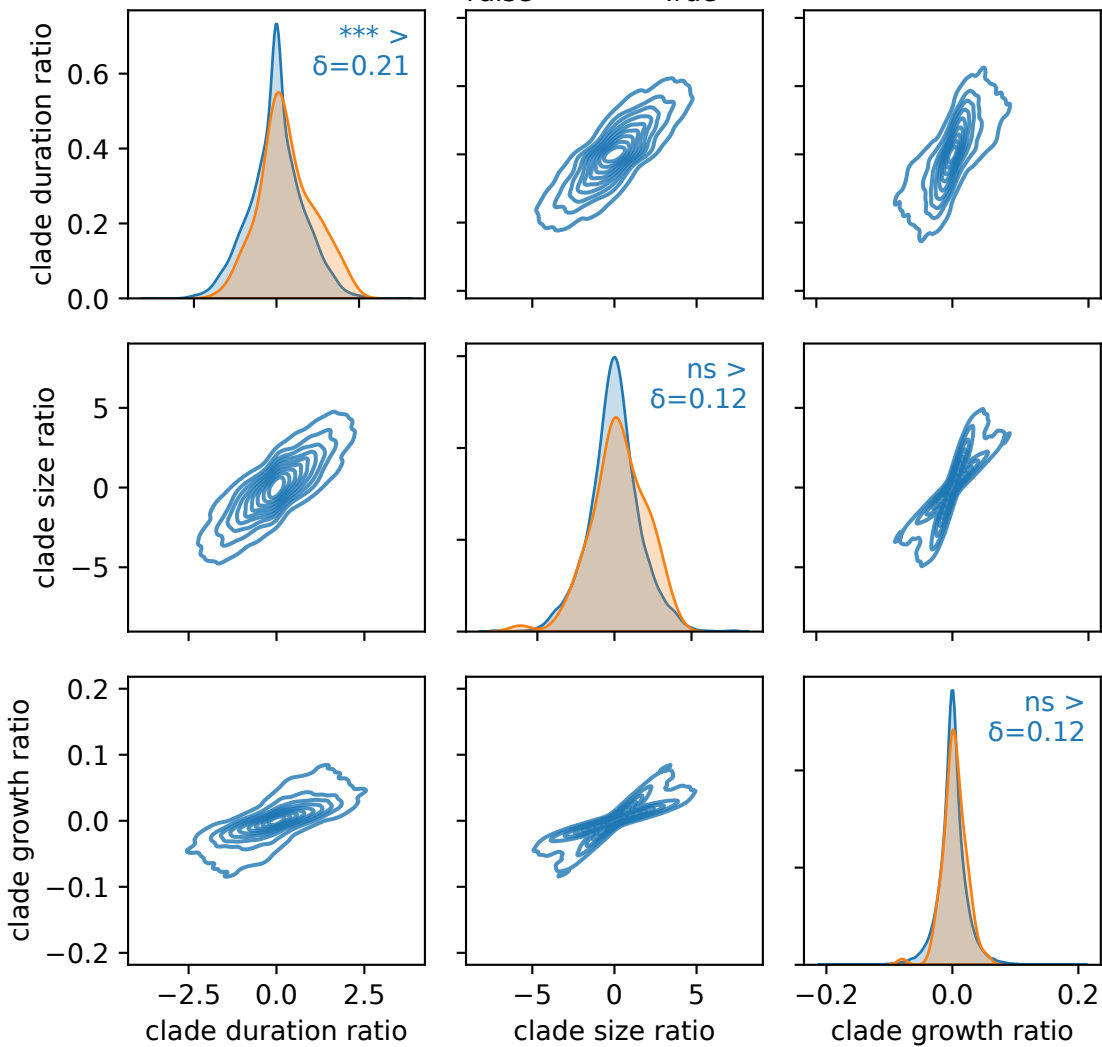 clade duration ratio
0.6
0.4
0.2
0.0
*** >
δ=0.21
clade size ratio
5
0
−5
ns >
δ=0.12
clade growth ratio
0.2
0.1
0.0
−0.1
−0.2
ns >
δ=0.12
−2.5 0.0 2.5
−5 0 5
−0.2 0.0 0.2
clade duration ratio
clade size ratio
clade growth ratio